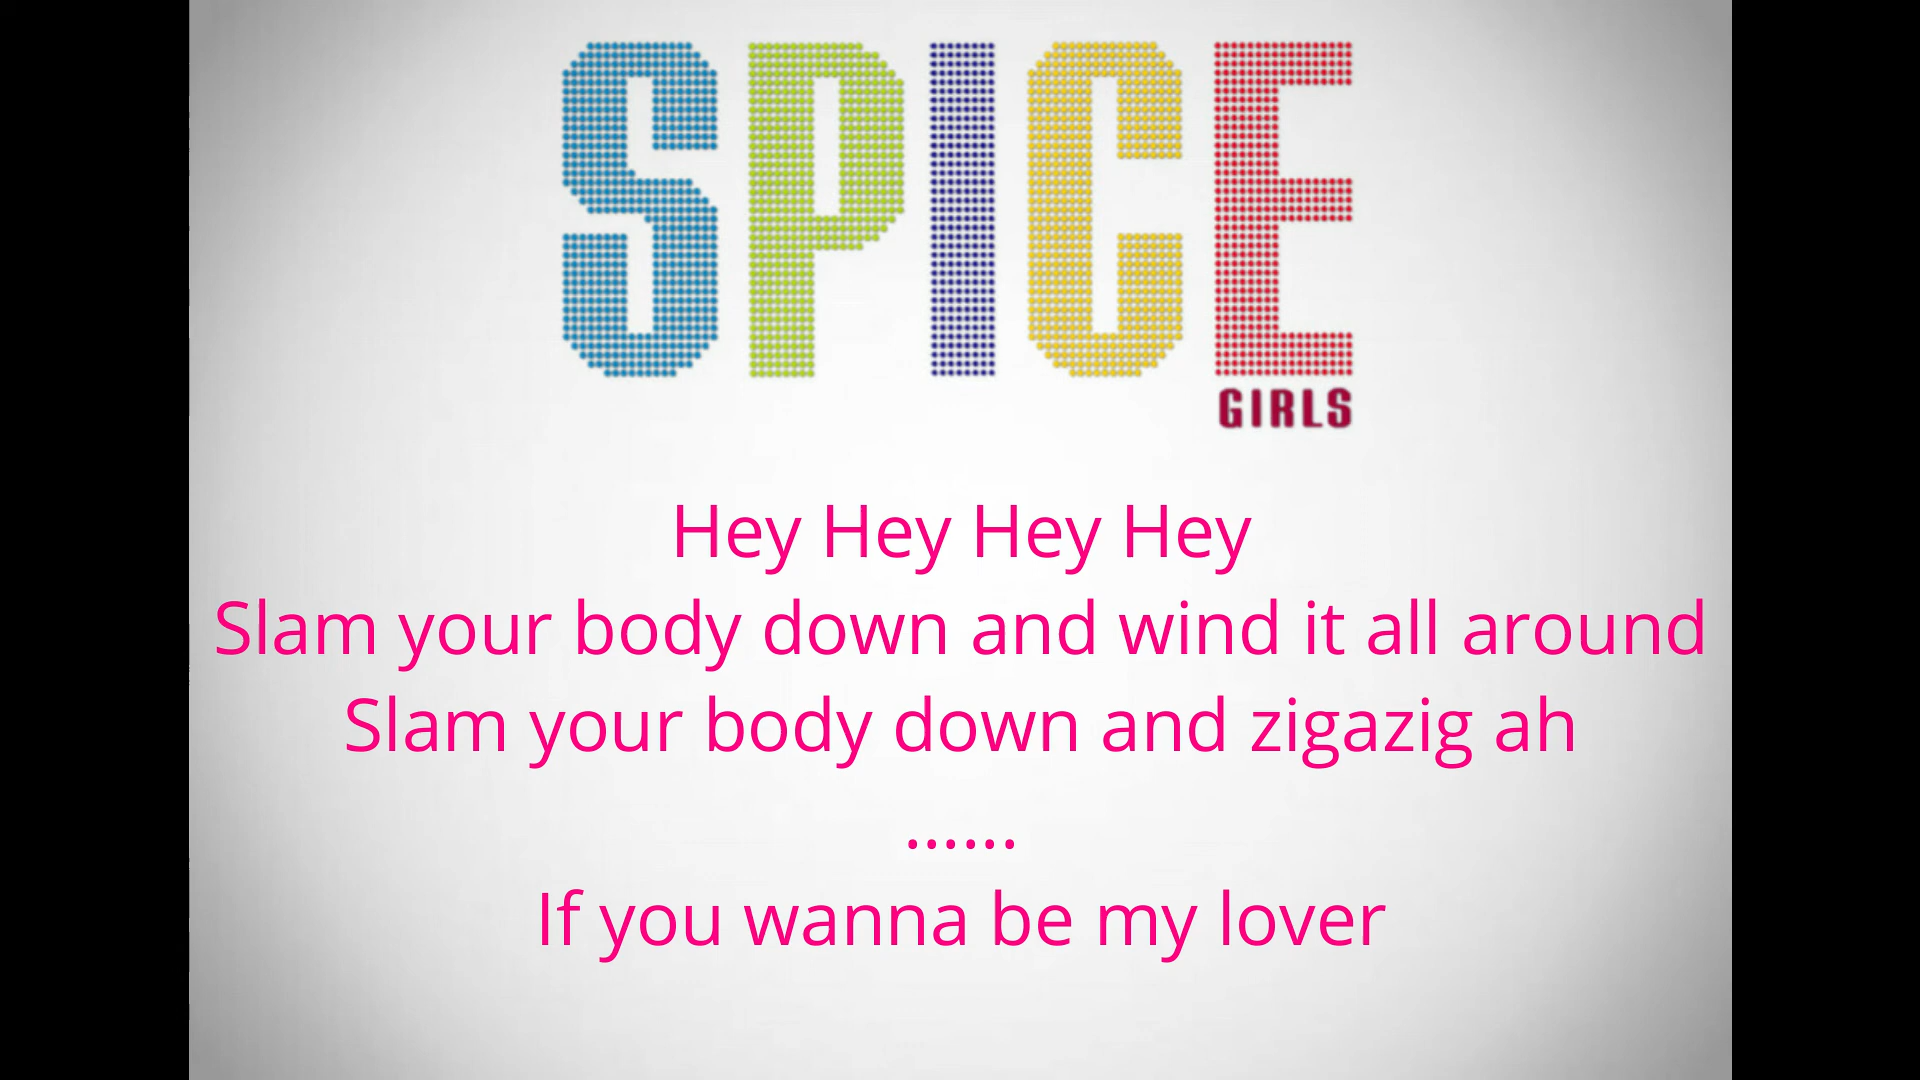 SPICE
GIRLS
Hey Hey Hey Hey
Slam your body down and wind it all around
Slam your body down and zigazig ah
......
If you wanna be my lover